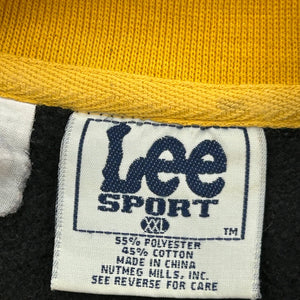 Lee
SPORT
XXL
TM
55% POLYESTER
45% COTTON
MADE IN CHINA
NUTMEG MILLS, INC.
SEE REVERSE FOR CARE